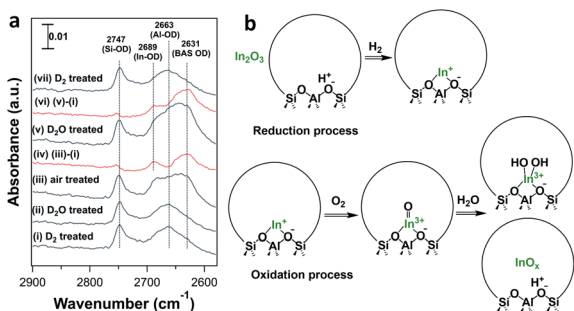 a
0.01
2747
(Si-OD)
2689
(In-OD)
2663
(Al-OD)
2631
(BAS OD)
(vii) D2 treated
(vi) (v)-(i)
(v) D2O treated
(iv) (iii)-(i)
(iii) air treated
(ii) D2O treated
(i) D2 treated
Absorbance (a.u.)
2900
2800
2700
2600
Wavenumber (cm⁻¹)
b
In₂O₃
H⁺
O O⁻
Si Al Si
H₂
In⁺
O O⁻
Si Al Si
Reduction process
In⁺
O O⁻
Si Al Si
O₂
O
In³⁺
O O⁻
Si Al Si
H₂O
HO OH
In³⁺
O O⁻
Si Al Si
InOₓ
H⁺
O O⁻
Si Al Si
Oxidation process